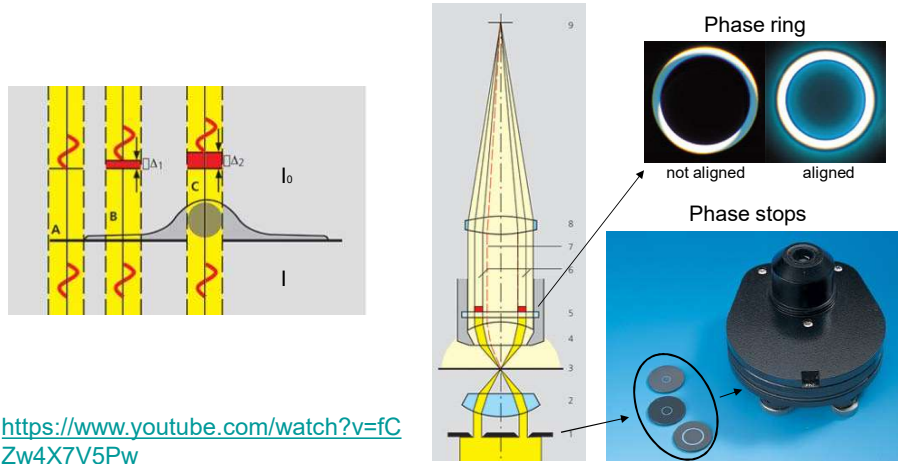 Phase ring
not aligned
aligned
Phase stops
A
B
C
▯Δ₁
▯Δ₂
I₀
I
9
8
7
6
5
4
3
2
1
https://www.youtube.com/watch?v=fC
Zw4X7V5Pw